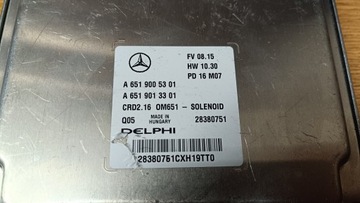 FV 08.15
HW 10.30
PD 16 M07
A 651 900 53 01
A 651 901 33 01
CRD2.16 OM651 - SOLENOID
Q05 MADE IN HUNGARY 28380751
DELPHI
28380751CXH19TT0